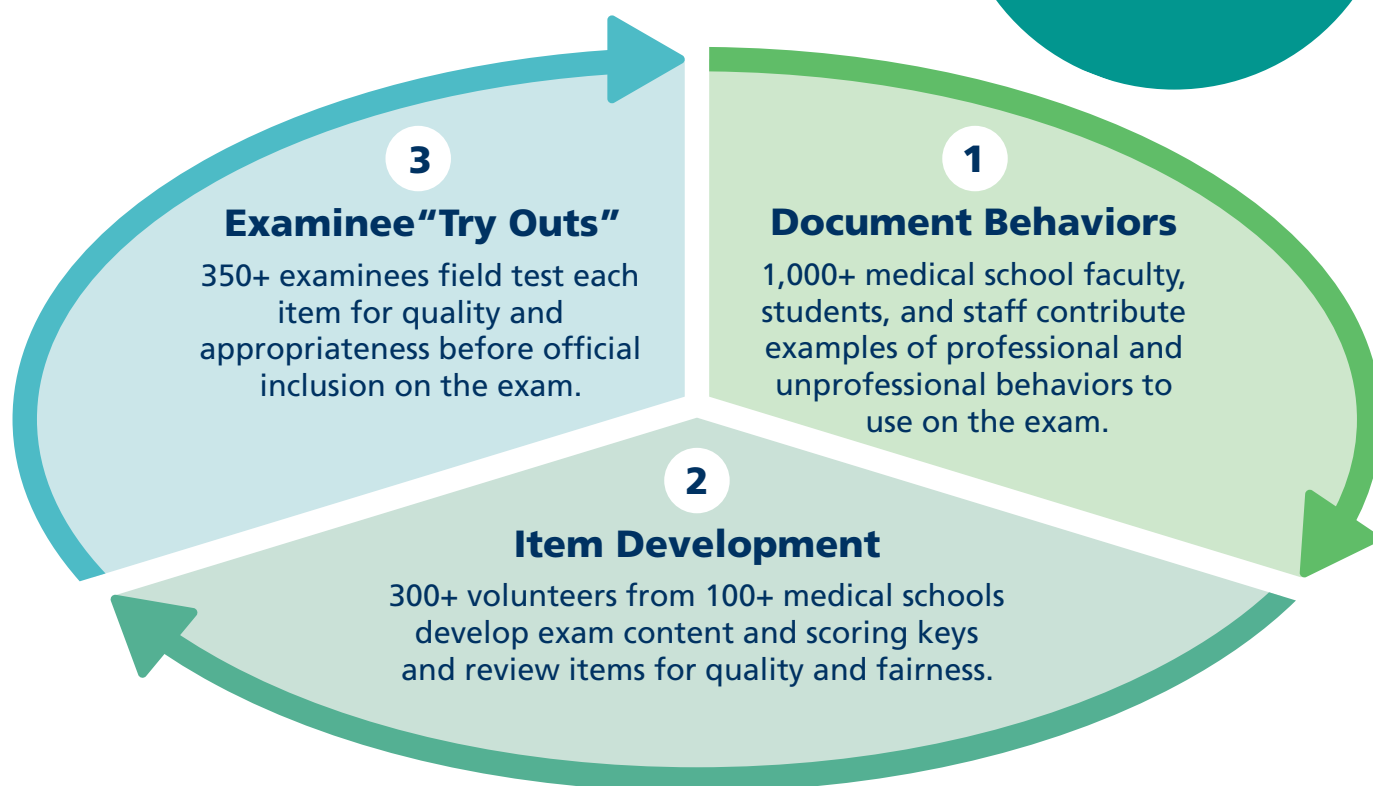 1
Document Behaviors
1,000+ medical school faculty,
students, and staff contribute
examples of professional and
unprofessional behaviors to
use on the exam.
2
Item Development
300+ volunteers from 100+ medical schools
develop exam content and scoring keys
and review items for quality and fairness.
3
Examinee“Try Outs”
350+ examinees field test each
item for quality and
appropriateness before official
inclusion on the exam.